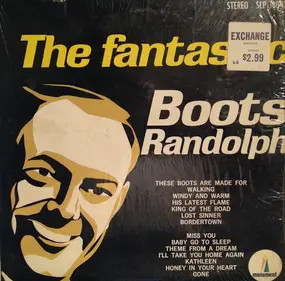 STEREO
EXCHANGE
$2.99
The fantas c
Boots
Randolph
THESE BOOTS ARE MADE FOR
WALKING
WINDY AND WARM
HIS LATEST FLAME
KING OF THE ROAD
LOST SINNER
BORDERTOWN
MISS YOU
BABY GO TO SLEEP
THEME FROM A DREAM
I'LL TAKE YOU HOME AGAIN
KATHLEEN
HONEY IN YOUR HEART
GONE
monument